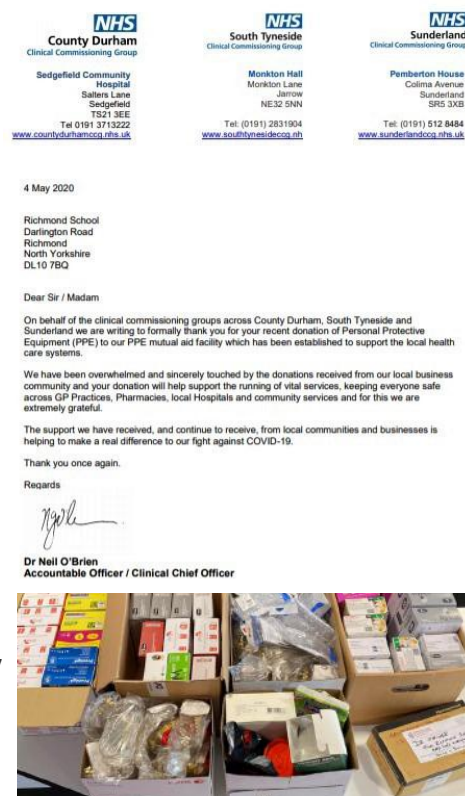 NHS
County Durham
Clinical Commissioning Group
Sedgefield Community
Hospital
Salters Lane
Sedgefield
TS21 3EE
Tel 0191 3713222
www.countydurhamccg.nhs.uk
NHS
South Tyneside
Clinical Commissioning Group
Monkton Hall
Monkton Lane
Jarrow
NE32 5NN
Tel: (0191) 2831904
www.southtynesideccg.nh
NHS
Sunderland
Clinical Commissioning Group
Pemberton House
Colima Avenue
Sunderland
SR5 3XB
Tel: (0191) 512 8484
www.sunderlandccg.nhs.uk
4 May 2020
Richmond School
Darlington Road
Richmond
North Yorkshire
DL10 7BQ
Dear Sir / Madam
On behalf of the clinical commissioning groups across County Durham, South Tyneside and
Sunderland we are writing to formally thank you for your recent donation of Personal Protective
Equipment (PPE) to our PPE mutual aid facility which has been established to support the local health
care systems.
We have been overwhelmed and sincerely touched by the donations received from our local business
community and your donation will help support the running of vital services, keeping everyone safe
across GP Practices, Pharmacies, local Hospitals and community services and for this we are
extremely grateful.
The support we have received, and continue to receive, from local communities and businesses is
helping to make a real difference to our fight against COVID-19.
Thank you once again.
Regards
Dr Neil O'Brien
Accountable Officer / Clinical Chief Officer